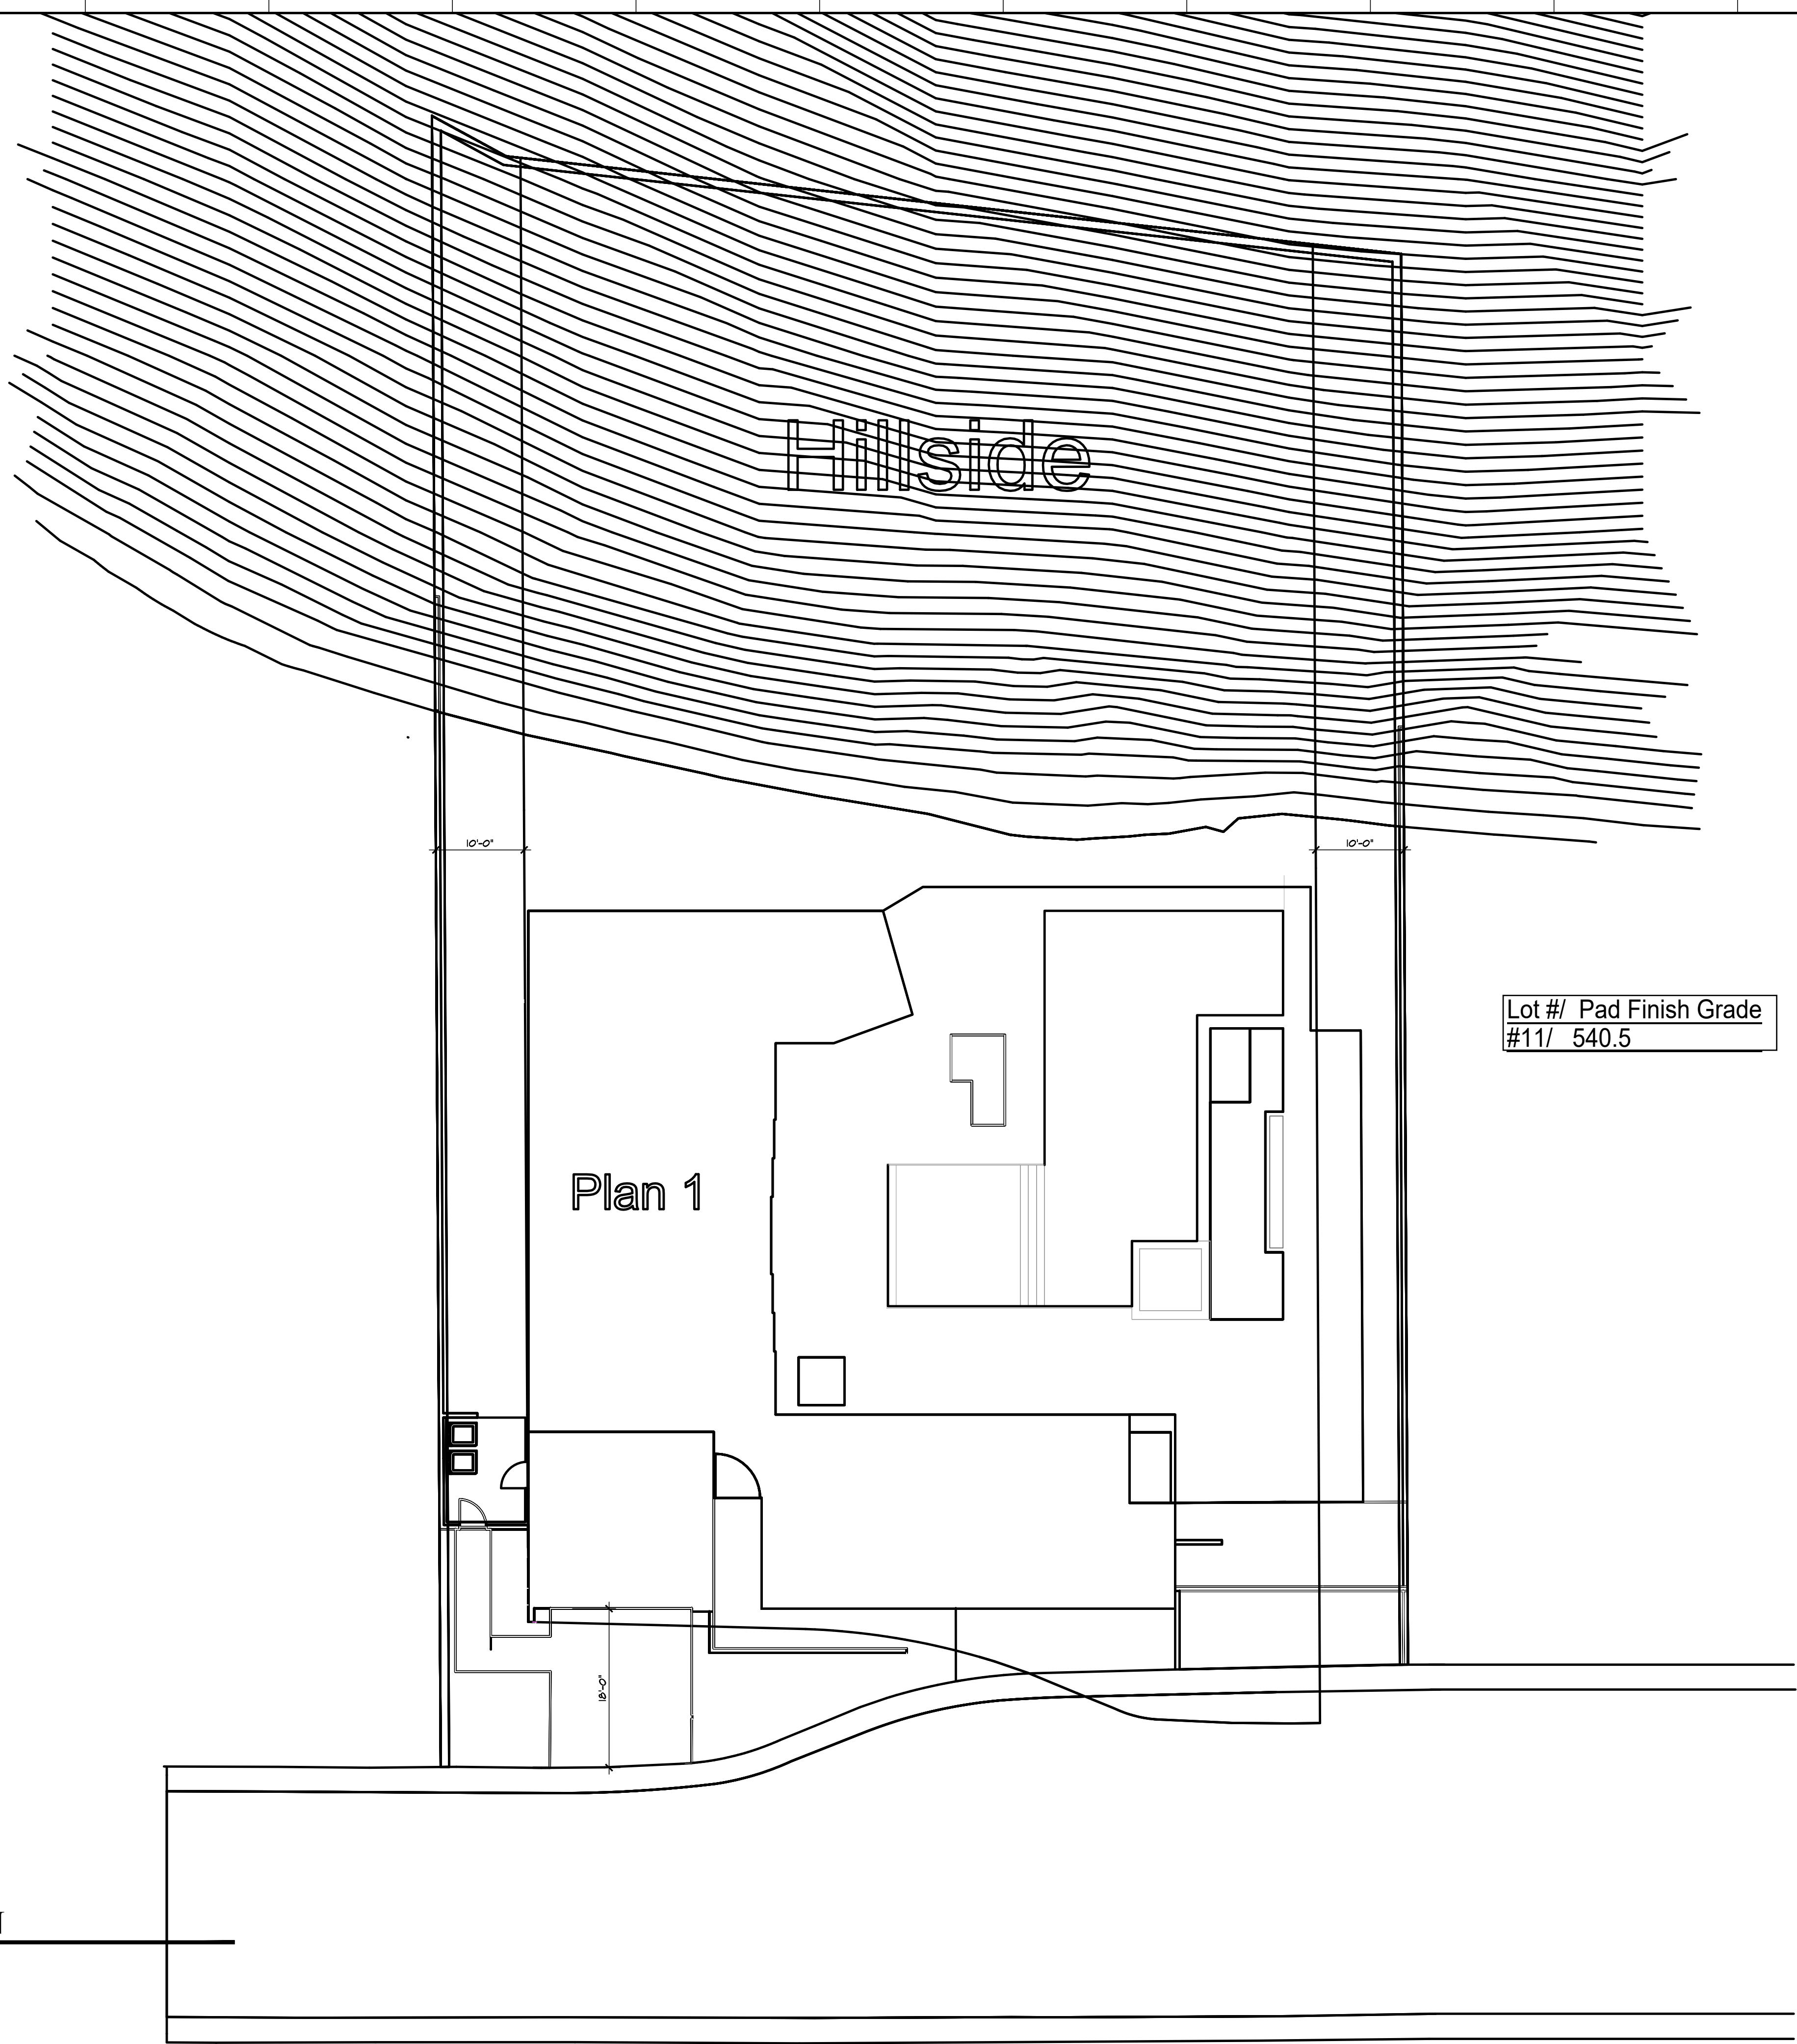 Hillside
10'-0"
10'-0"
Lot #/ Pad Finish Grade
#11/ 540.5
Plan 1
18'-0"